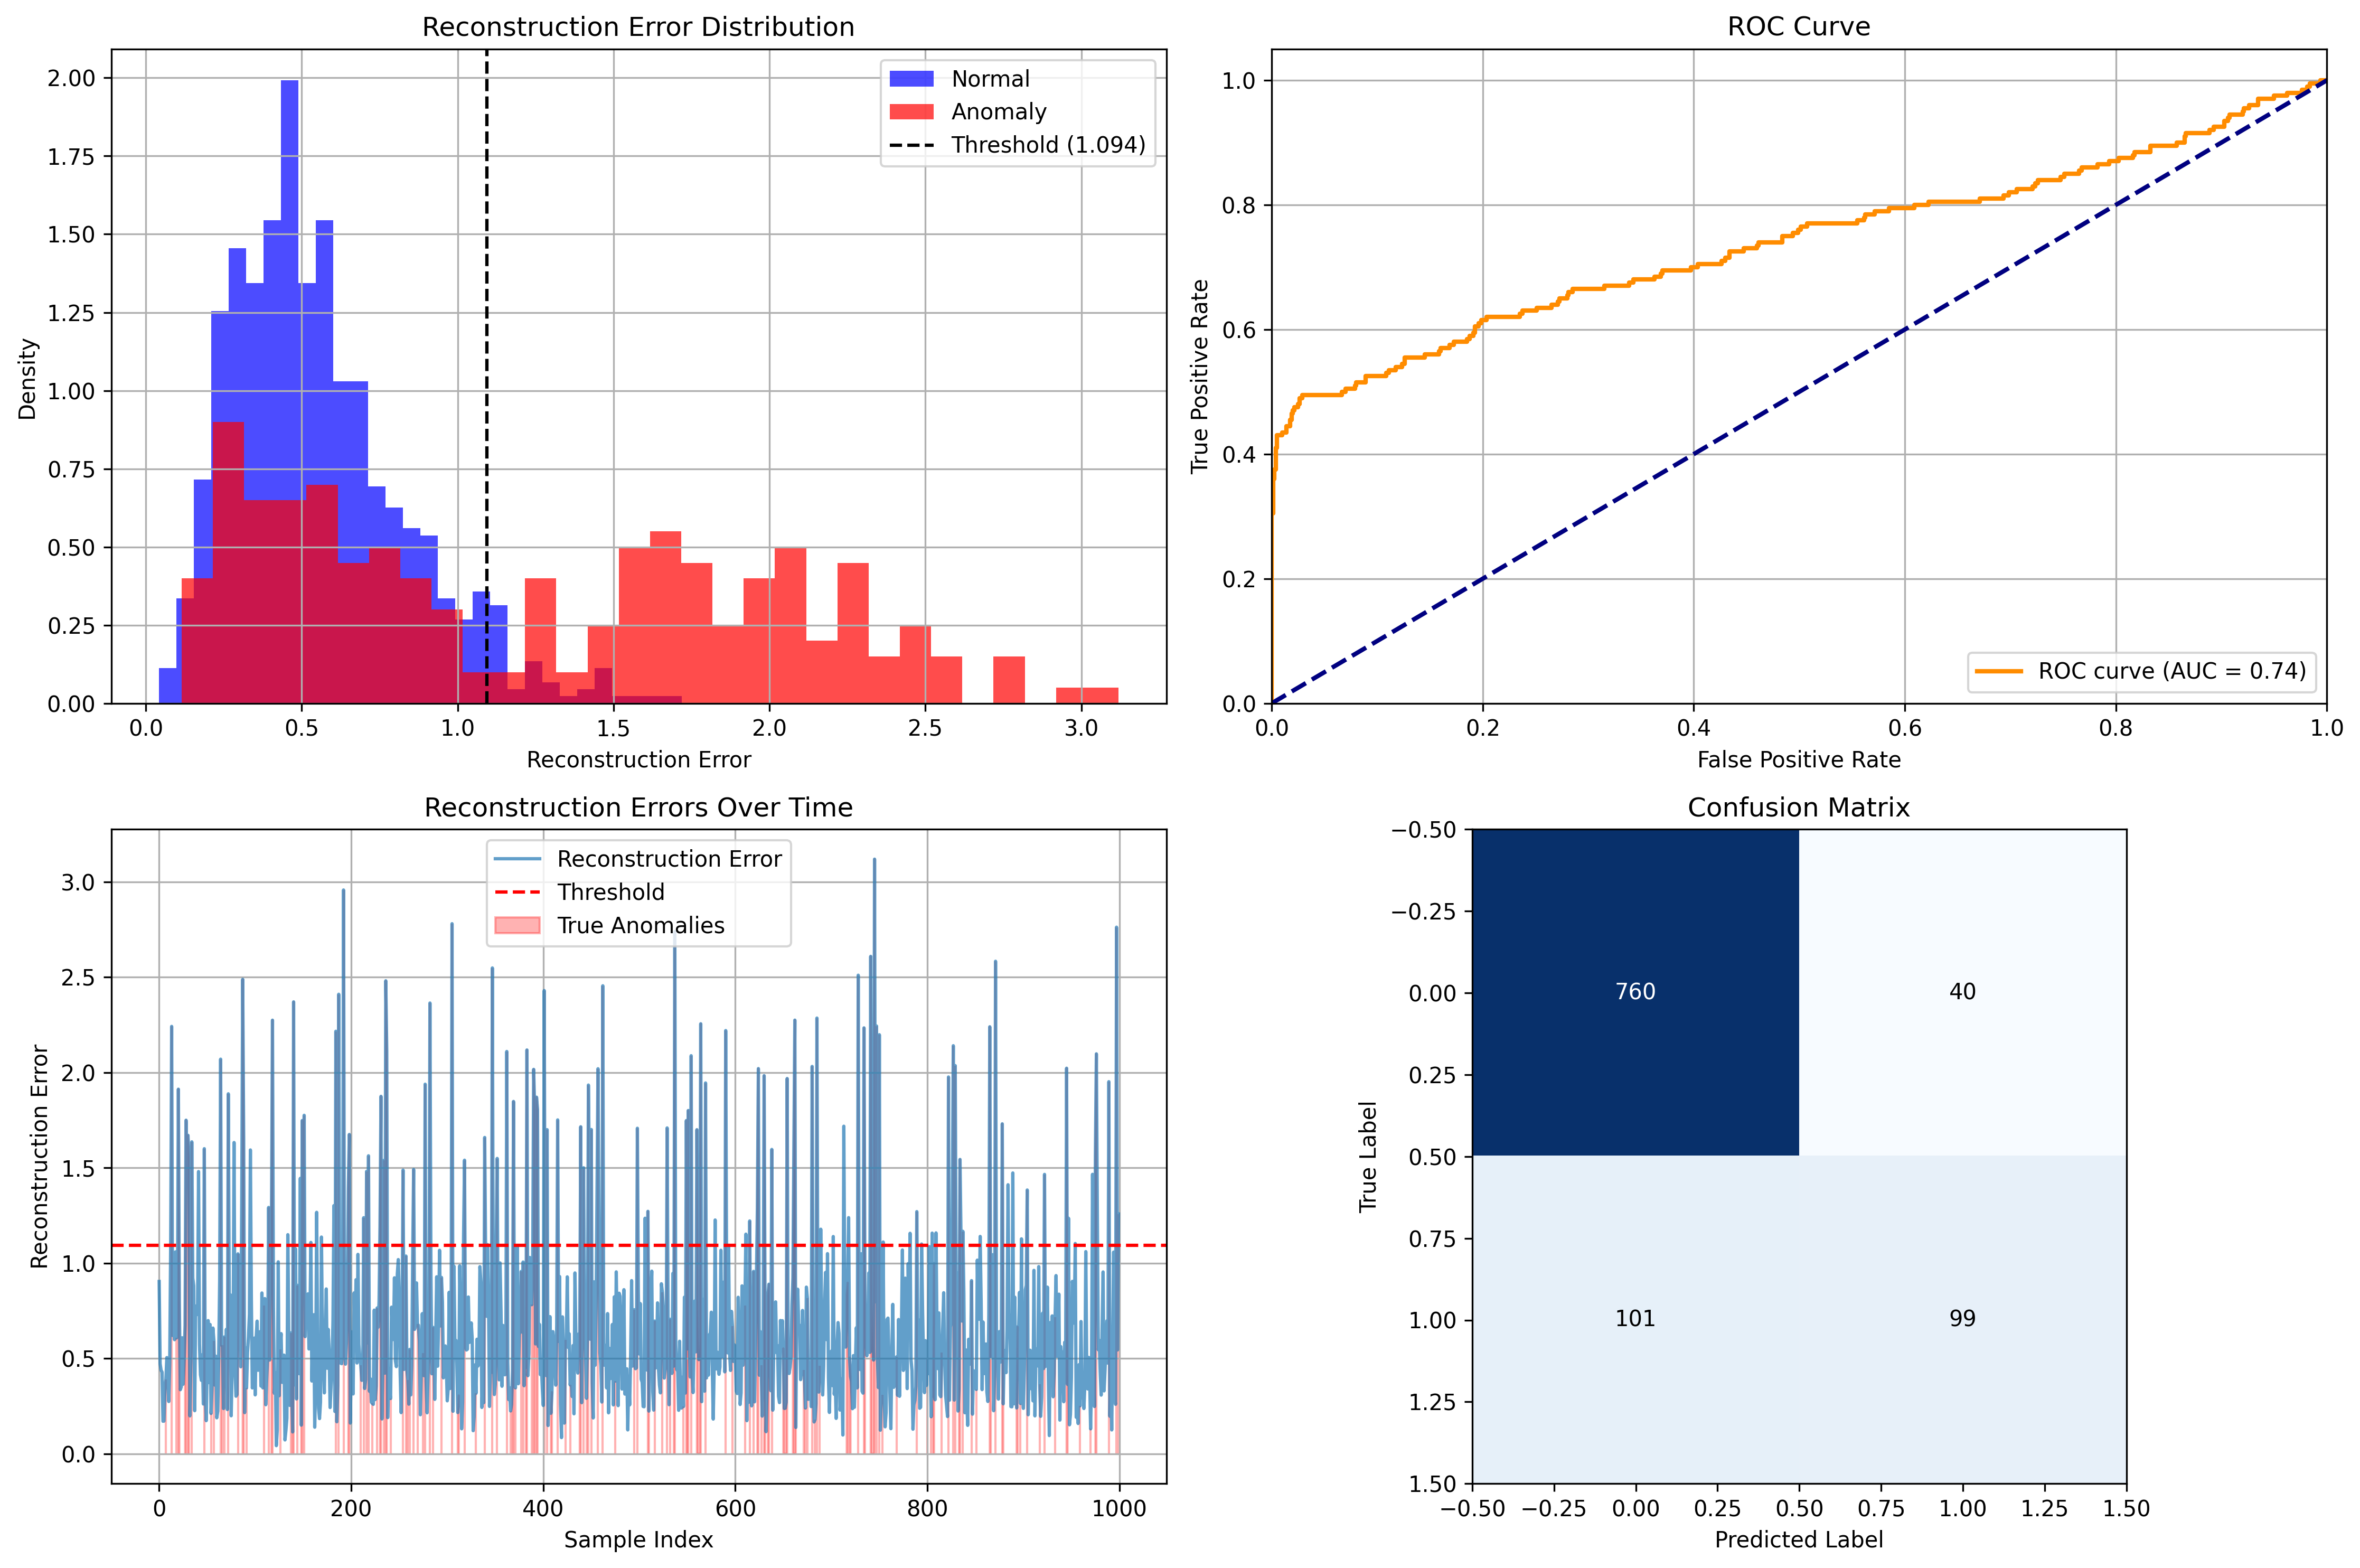 Reconstruction Error Distribution
2.00
1.75
1.50
1.25
1.00
0.75
0.50
0.25
0.00
Density
Normal
Anomaly
Threshold (1.094)
0.0 0.5 1.0 1.5 2.0 2.5 3.0
Reconstruction Error
ROC Curve
1.0
0.8
0.6
0.4
0.2
0.0
True Positive Rate
ROC curve (AUC = 0.74)
0.0 0.2 0.4 0.6 0.8 1.0
False Positive Rate
Reconstruction Errors Over Time
3.0
2.5
2.0
1.5
1.0
0.5
0.0
Reconstruction Error
Reconstruction Error
Threshold
True Anomalies
0 200 400 600 800 1000
Sample Index
Confusion Matrix
−0.50
−0.25
0.00
0.25
0.50
0.75
1.00
1.25
1.50
True Label
760 40
101 99
−0.50 −0.25 0.00 0.25 0.50 0.75 1.00 1.25 1.50
Predicted Label